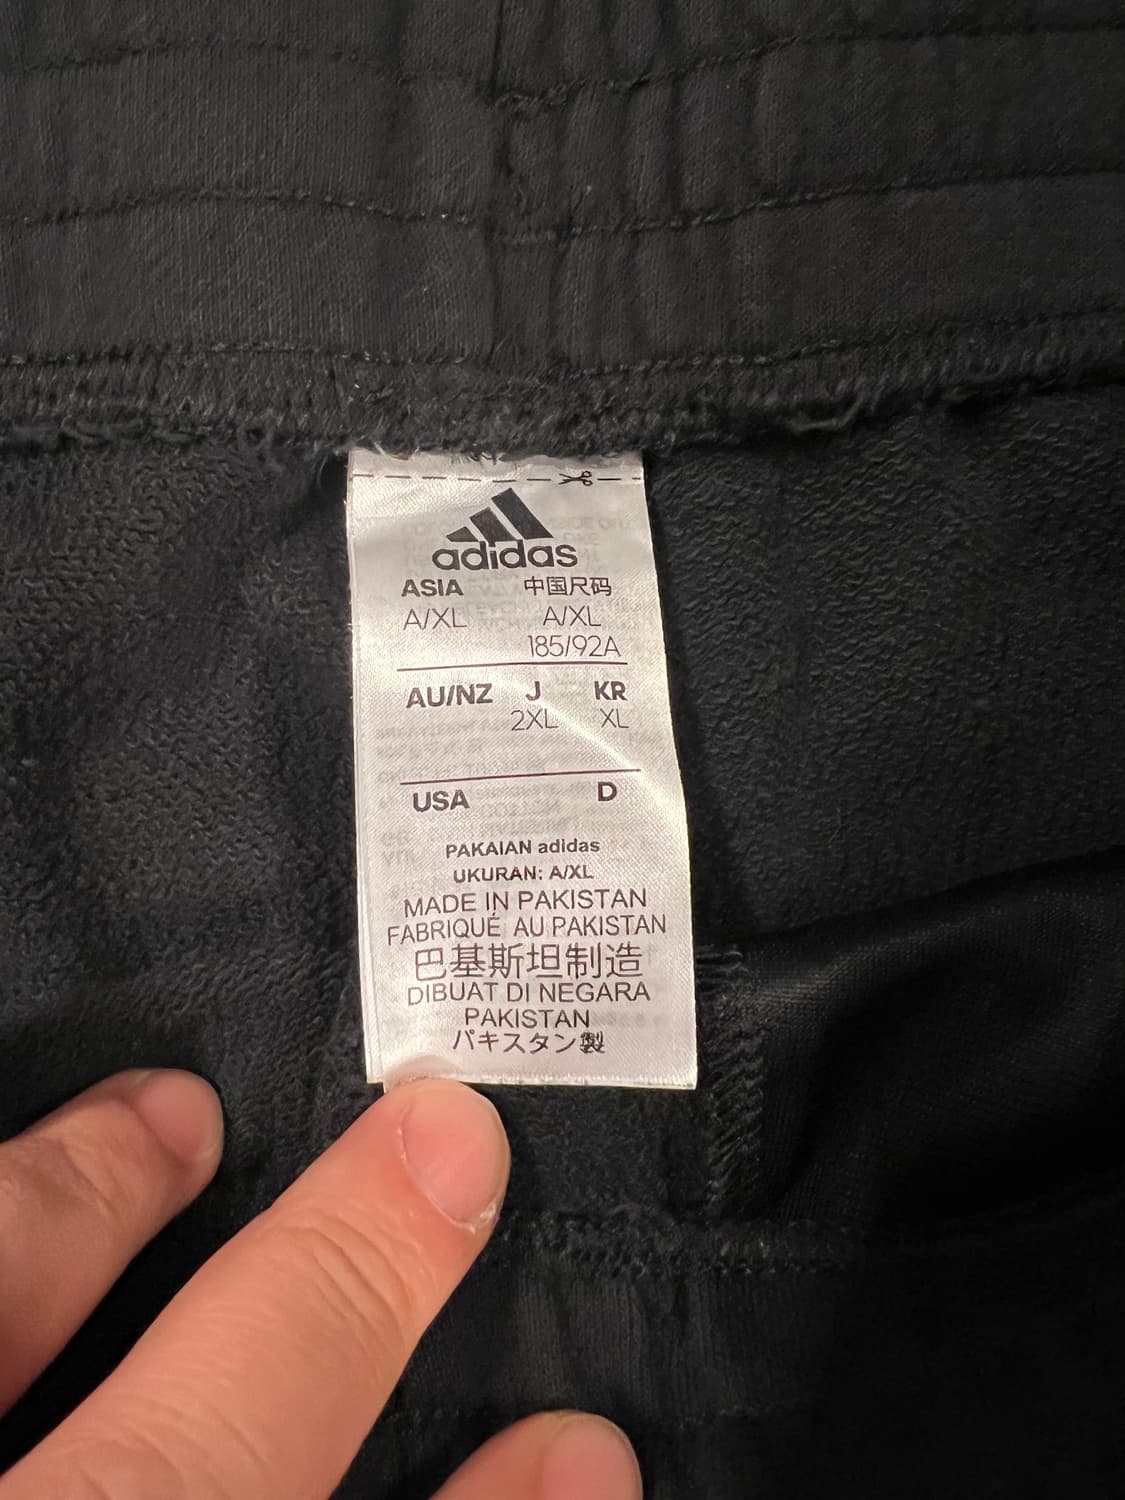 adidas
ASIA 中国尺码
A/XL A/XL
185/92A
AU/NZ J KR
2XL XL
USA D
PAKAIAN adidas
UKURAN: A/XL
MADE IN PAKISTAN
FABRIQUÉ AU PAKISTAN
巴基斯坦制造
DIBUAT DI NEGARA
PAKISTAN
パキスタン製